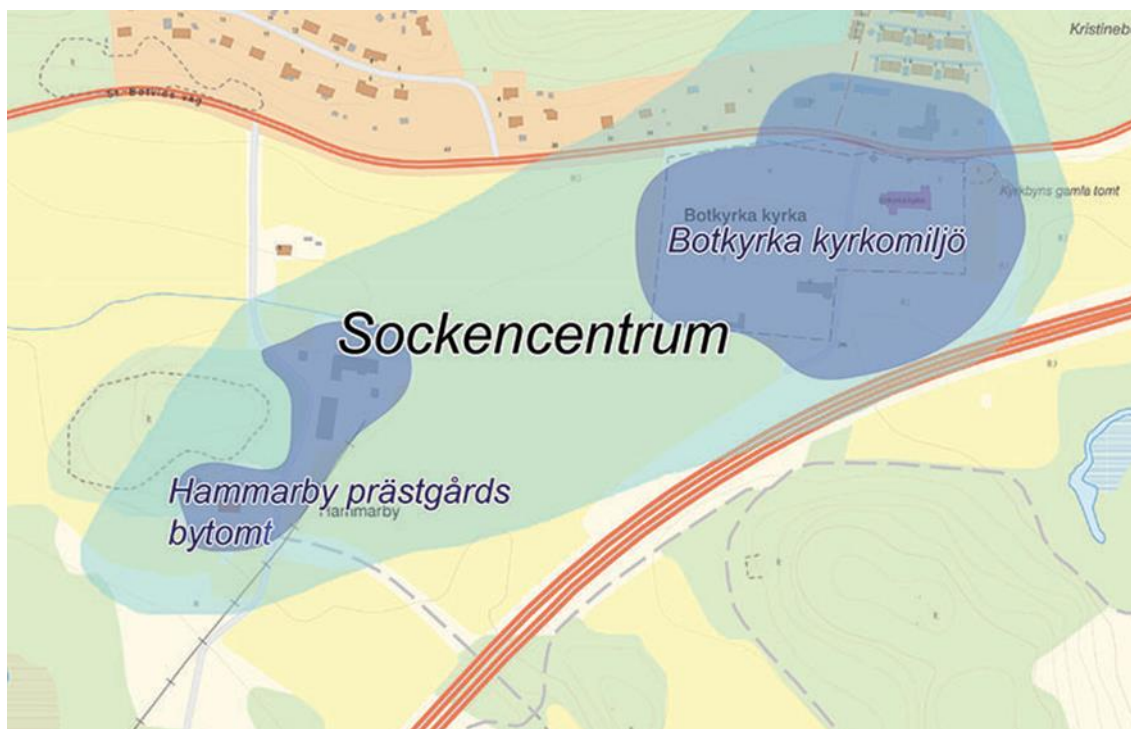 Kristineb
St. Botvids väg
Kyrkbyns gamla tomt
Botkyrka kyrka
Botkyrka kyrkomiljö
Sockencentrum
Hammarby prästgårds
bytomt
Hammarby